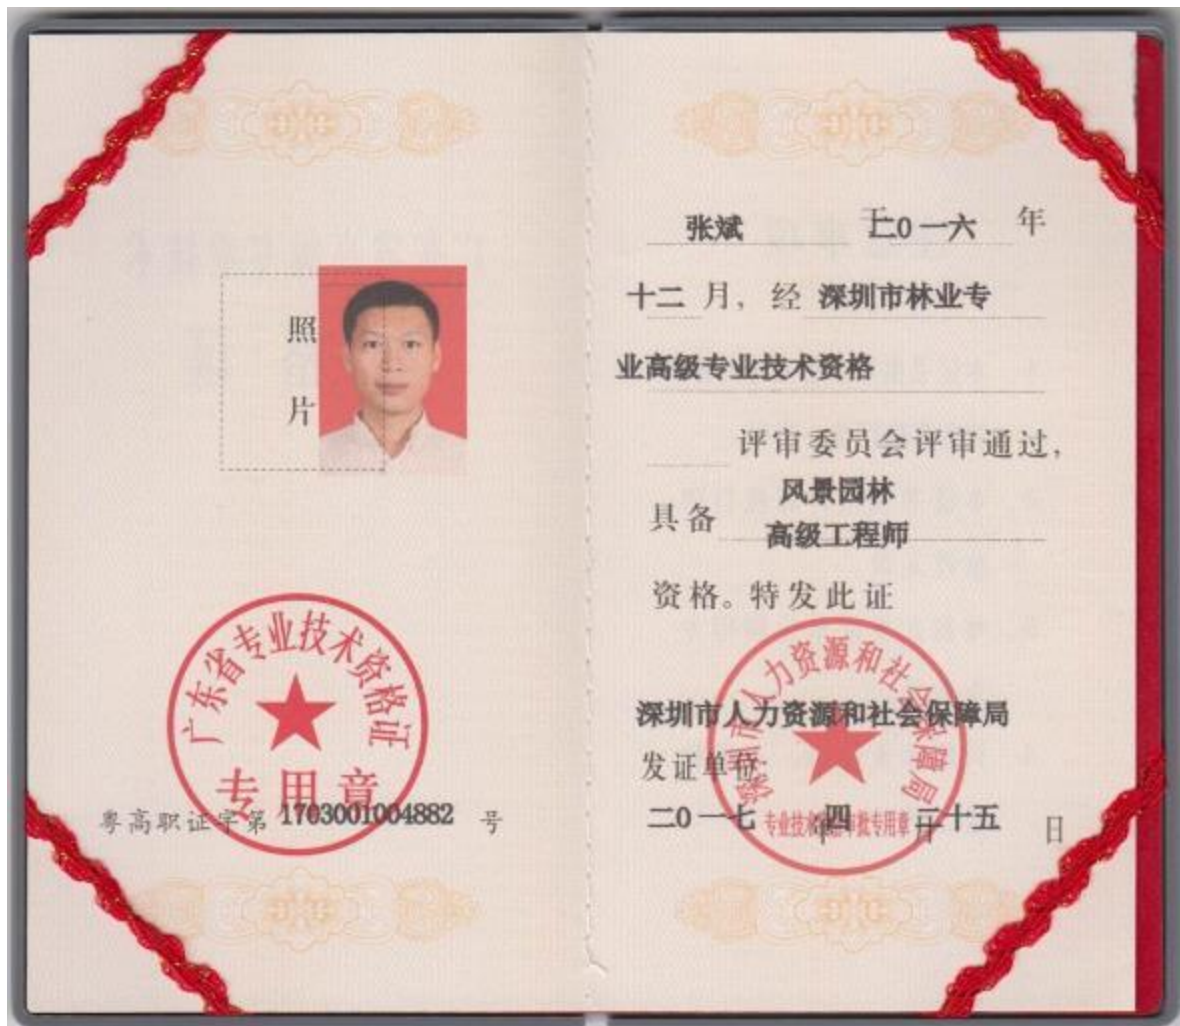 照
片
广东省专业技术资格证
专用章
粤高职证字第 1703001004882 号
张斌 于 二0一六 年
十二 月，经 深圳市林业专
业高级专业技术资格
评审委员会评审通过，
风景园林
具备
高级工程师
资格。特发此证
深圳市人力资源和社会保障局
深圳市人力资源和社会保障局
发证单位:
二0一七 年 四 月 二十五 日